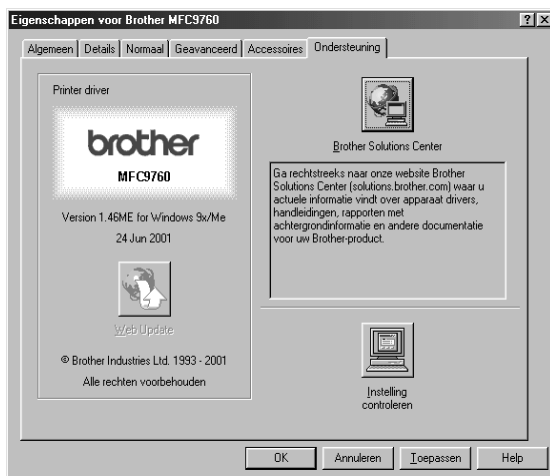 Eigenschappen voor Brother MFC9760
Algemeen Details Normaal Geavanceerd Accessoires Ondersteuning
Printer driver
brother
MFC9760
Version 1.46ME for Windows 9x/Me
24 Jun 2001
Web Update
© Brother Industries Ltd. 1993 - 2001
Alle rechten voorbehouden
Brother Solutions Center
Ga rechtstreeks naar onze website Brother
Solutions Center (solutions.brother.com) waar u
actuele informatie vindt over apparaat drivers,
handleidingen, rapporten met
achtergrondinformatie en andere documentatie
voor uw Brother-product.
Instelling
controleren
OK Annuleren Toepassen Help